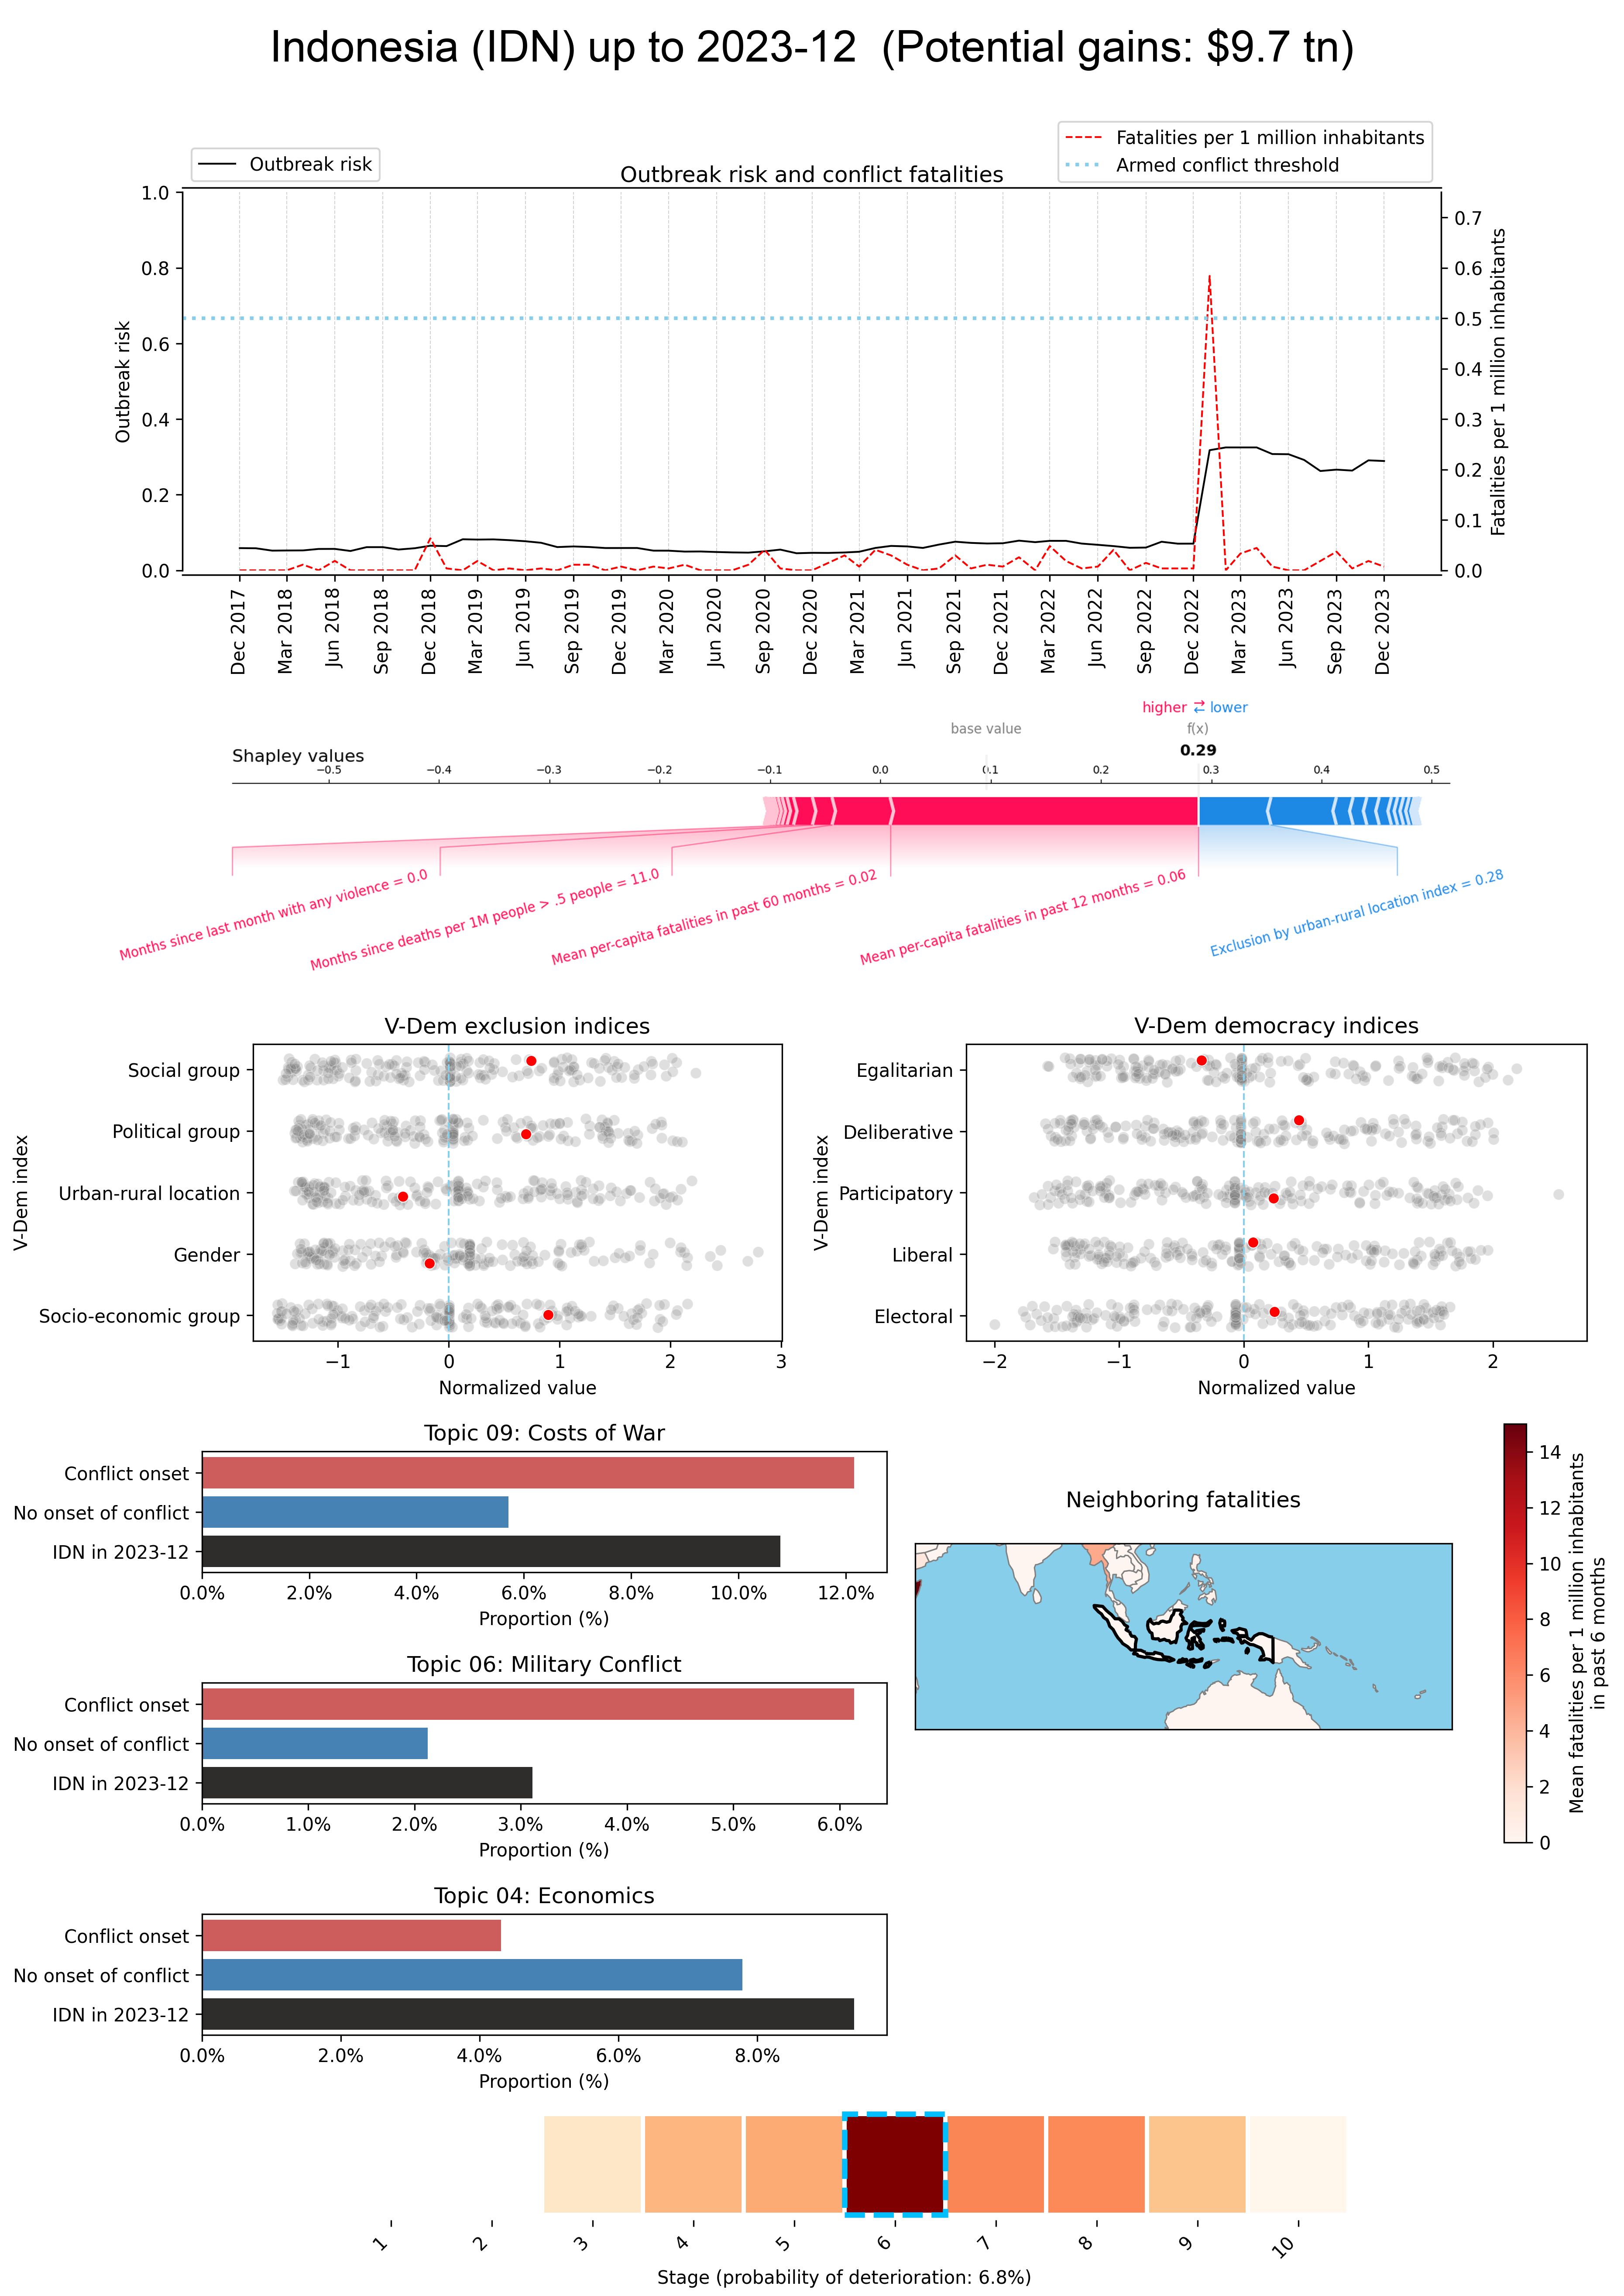 Indonesia (IDN) up to 2023-12  (Potential gains: $9.7 tn)
Outbreak risk
Fatalities per 1 million inhabitants
Armed conflict threshold
Outbreak risk and conflict fatalities
Outbreak risk
1.0
0.8
0.6
0.4
0.2
0.0
Fatalities per 1 million inhabitants
0.7
0.6
0.5
0.4
0.3
0.2
0.1
0.0
Dec 2017
Mar 2018
Jun 2018
Sep 2018
Dec 2018
Mar 2019
Jun 2019
Sep 2019
Dec 2019
Mar 2020
Jun 2020
Sep 2020
Dec 2020
Mar 2021
Jun 2021
Sep 2021
Dec 2021
Mar 2022
Jun 2022
Sep 2022
Dec 2022
Mar 2023
Jun 2023
Sep 2023
Dec 2023
higher ⇄ lower
base value
f(x)
0.29
Shapley values
−0.5 −0.4 −0.3 −0.2 −0.1 0.0 0.1 0.2 0.3 0.4 0.5
Months since last month with any violence = 0.0
Months since deaths per 1M people > .5 people = 11.0
Mean per-capita fatalities in past 60 months = 0.02
Mean per-capita fatalities in past 12 months = 0.06
Exclusion by urban-rural location index = 0.28
V-Dem exclusion indices
V-Dem index
Social group
Political group
Urban-rural location
Gender
Socio-economic group
−1 0 1 2 3
Normalized value
V-Dem democracy indices
V-Dem index
Egalitarian
Deliberative
Participatory
Liberal
Electoral
−2 −1 0 1 2
Normalized value
Topic 09: Costs of War
Conflict onset
No onset of conflict
IDN in 2023-12
0.0% 2.0% 4.0% 6.0% 8.0% 10.0% 12.0%
Proportion (%)
Topic 06: Military Conflict
Conflict onset
No onset of conflict
IDN in 2023-12
0.0% 1.0% 2.0% 3.0% 4.0% 5.0% 6.0%
Proportion (%)
Topic 04: Economics
Conflict onset
No onset of conflict
IDN in 2023-12
0.0% 2.0% 4.0% 6.0% 8.0%
Proportion (%)
Neighboring fatalities
14
12
10
8
6
4
2
0
Mean fatalities per 1 million inhabitants
in past 6 months
1 2 3 4 5 6 7 8 9 10
Stage (probability of deterioration: 6.8%)